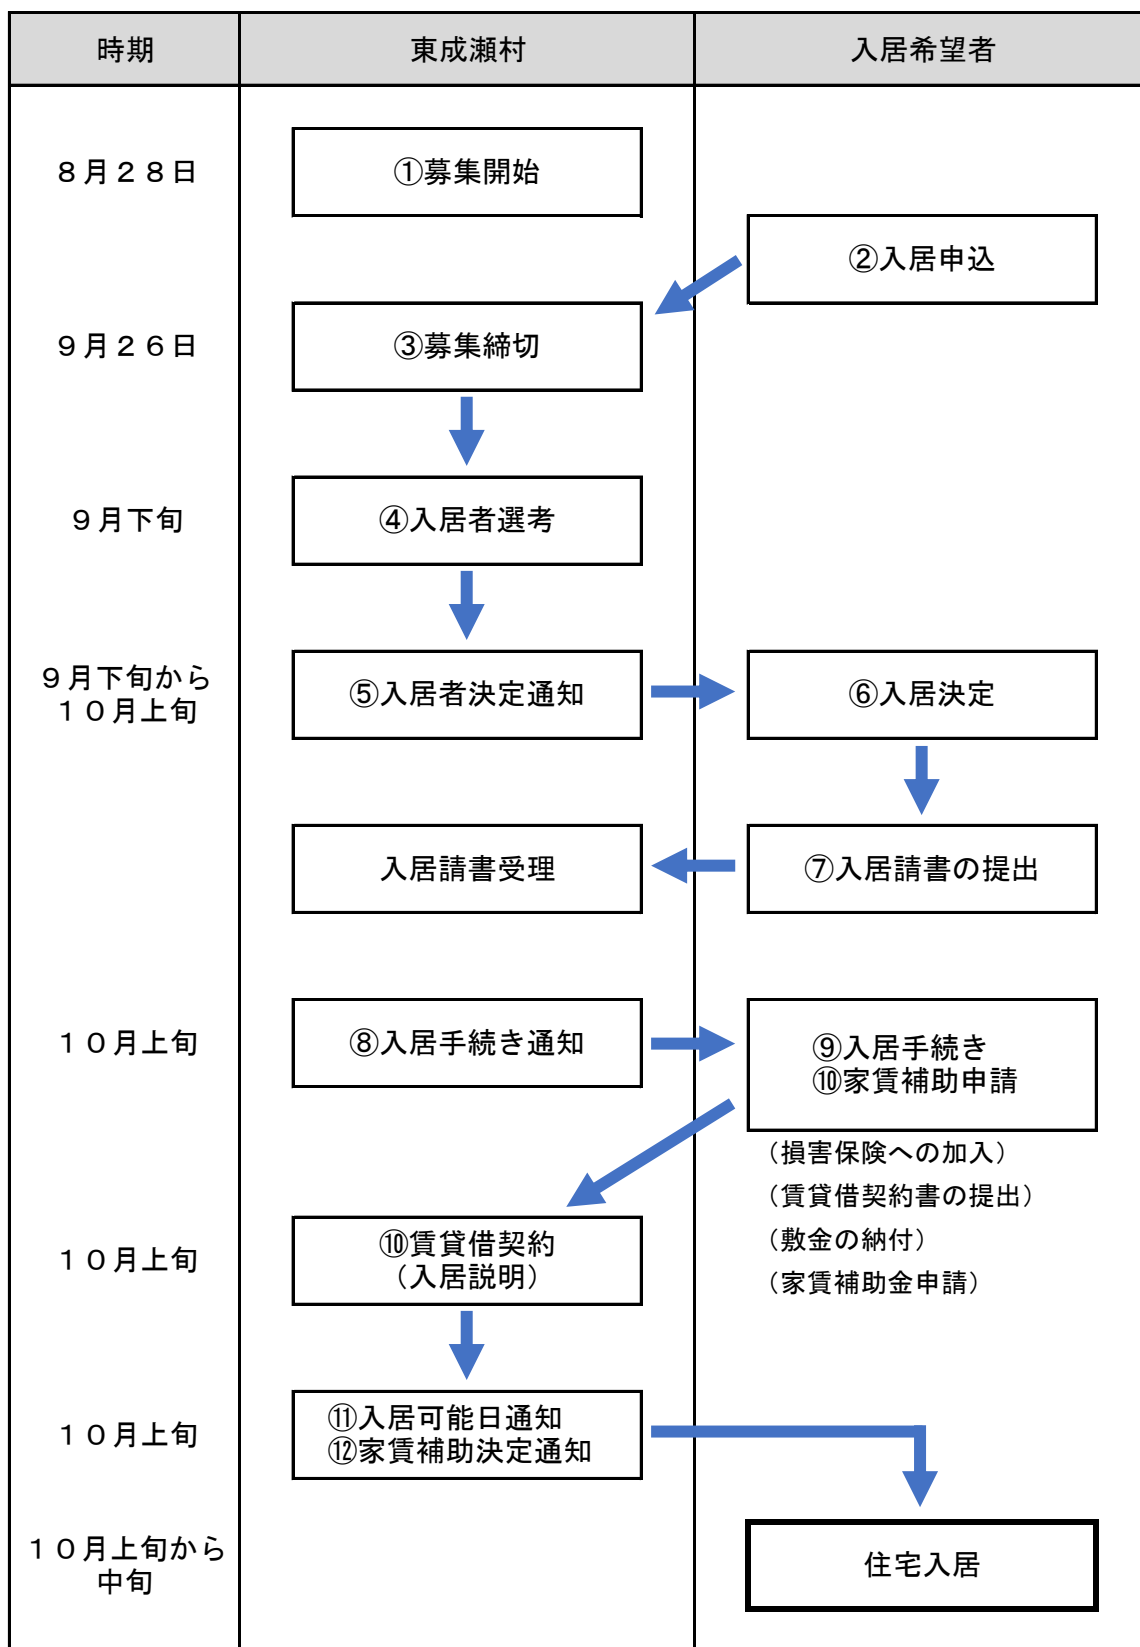 時期
東成瀬村
入居希望者
８月２８日
①募集開始
②入居申込
９月２６日
③募集締切
９月下旬
④入居者選考
９月下旬から
１０月上旬
⑤入居者決定通知
⑥入居決定
入居請書受理
⑦入居請書の提出
１０月上旬
⑧入居手続き通知
⑨入居手続き
⑩家賃補助申請
（損害保険への加入）
（賃貸借契約書の提出）
（敷金の納付）
（家賃補助金申請）
１０月上旬
⑩賃貸借契約
（入居説明）
１０月上旬
⑪入居可能日通知
⑫家賃補助決定通知
１０月上旬から
中旬
住宅入居